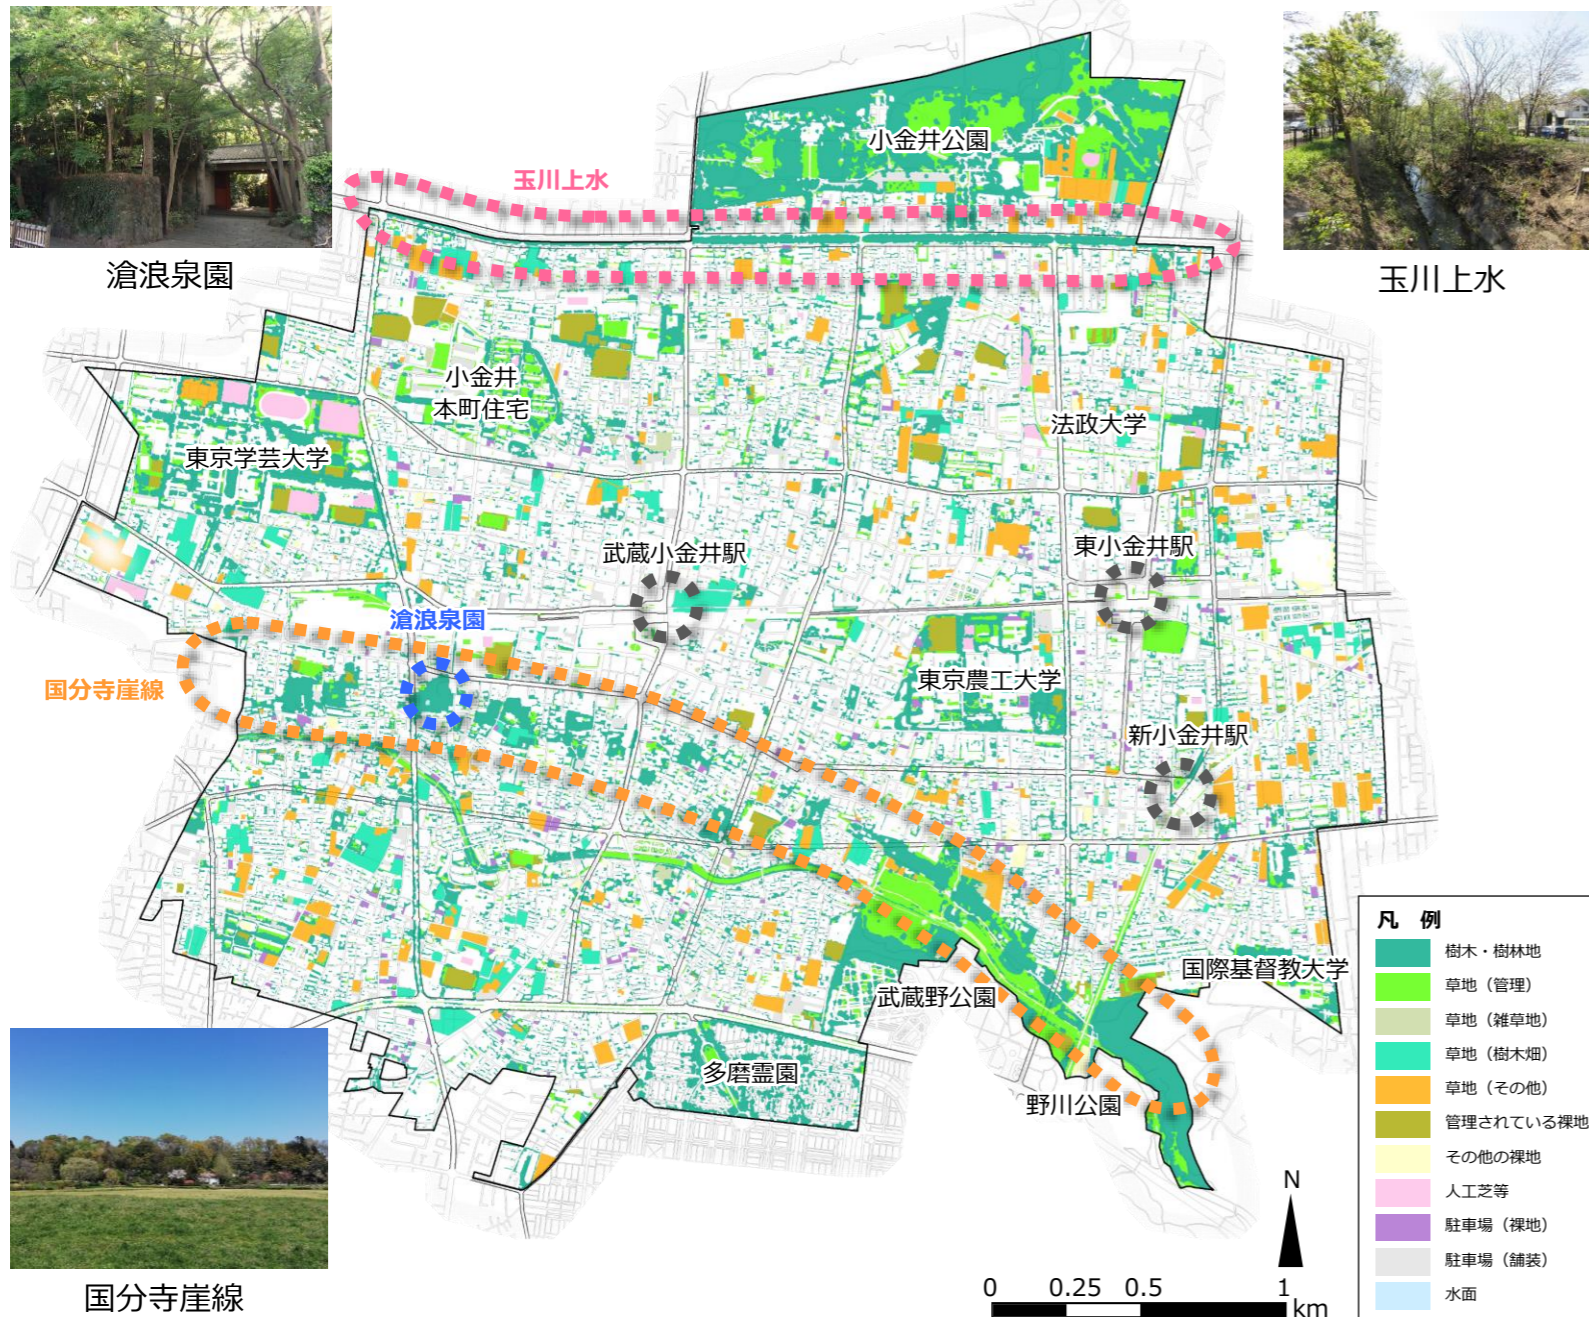 滄浪泉園
玉川上水
小金井公園
玉川上水
小金井
本町住宅
法政大学
東京学芸大学
武蔵小金井駅
東小金井駅
滄浪泉園
国分寺崖線
東京農工大学
新小金井駅
国際基督教大学
武蔵野公園
多磨霊園
野川公園
国分寺崖線
凡 例
樹木・樹林地
草地（管理）
草地（雑草地）
草地（樹木畑）
草地（その他）
管理されている裸地
その他の裸地
人工芝等
駐車場（裸地）
駐車場（舗装）
水面
N
0 0.25 0.5 1
km